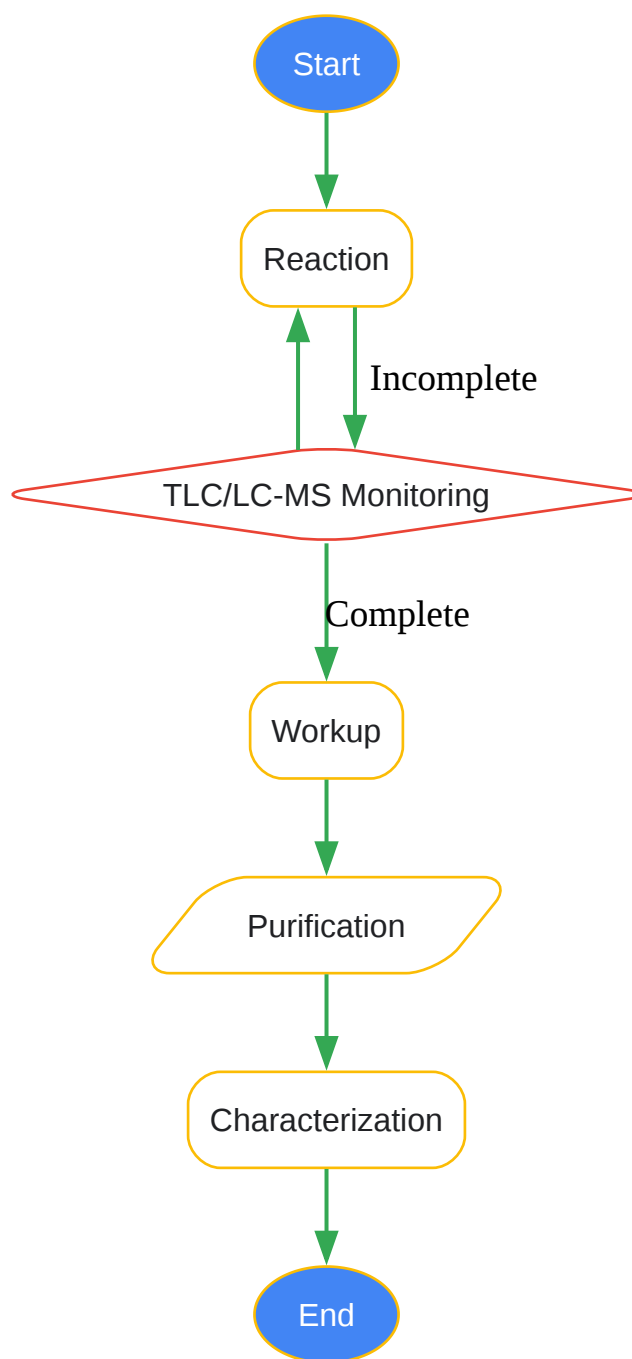 Start
Reaction
Incomplete
TLC/LC-MS Monitoring
Complete
Workup
Purification
Characterization
End